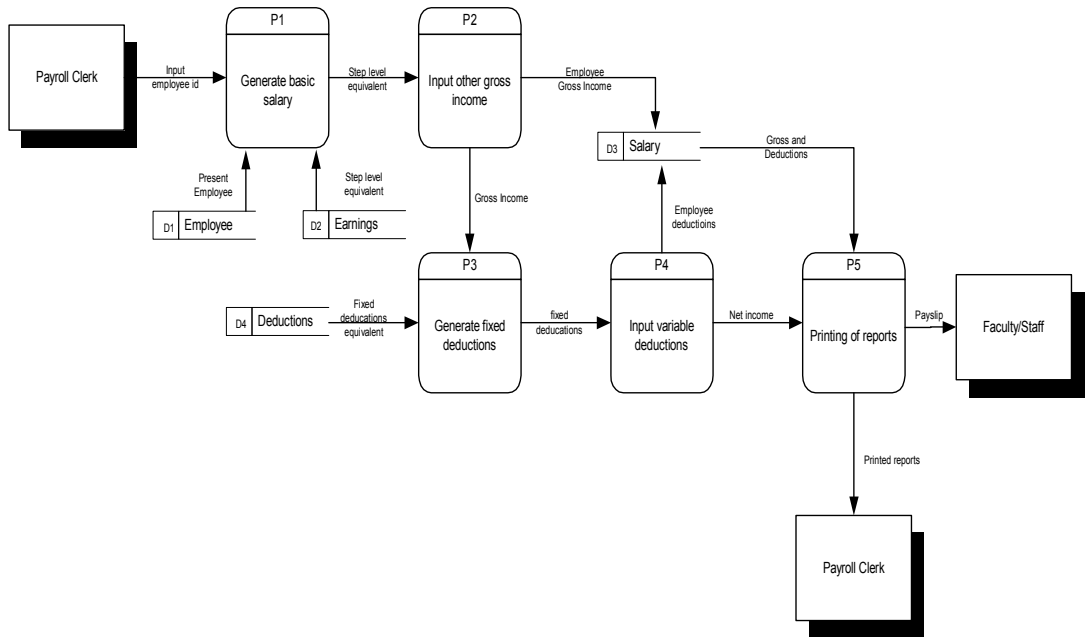 P1
P2
Payroll Clerk
Input
employee id
Generate basic
salary
Step level
equivalent
Input other gross
income
Employee
Gross Income
D3 Salary
Gross and
Deductions
Present
Employee
Step level
equivalent
D1 Employee
D2 Earnings
Gross Income
Employee
deductioins
P3
P4
P5
D4 Deductions
Fixed
deducations
equivalent
Generate fixed
deductions
fixed
deducations
Input variable
deductions
Net income
Printing of reports
Payslip
Faculty/Staff
Printed reports
Payroll Clerk